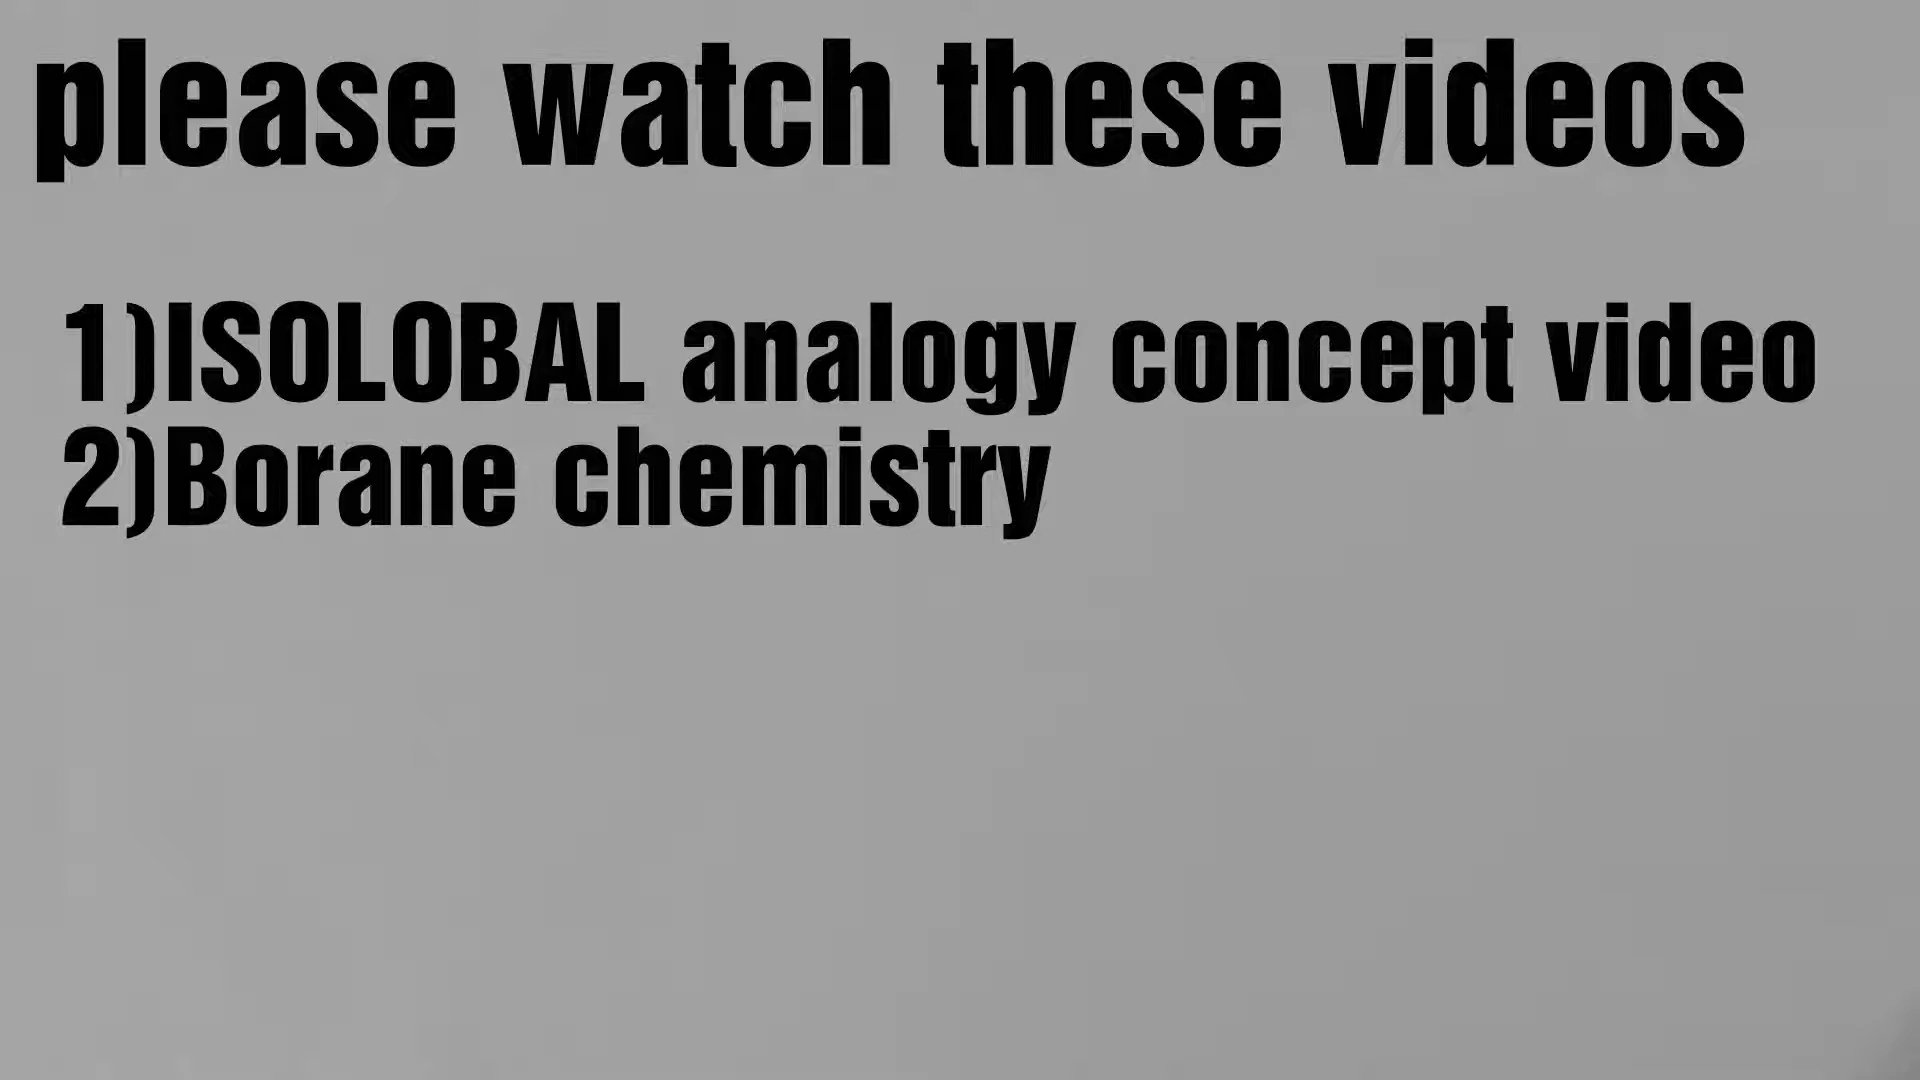 please watch these videos
1)ISOLOBAL analogy concept video
2)Borane chemistry